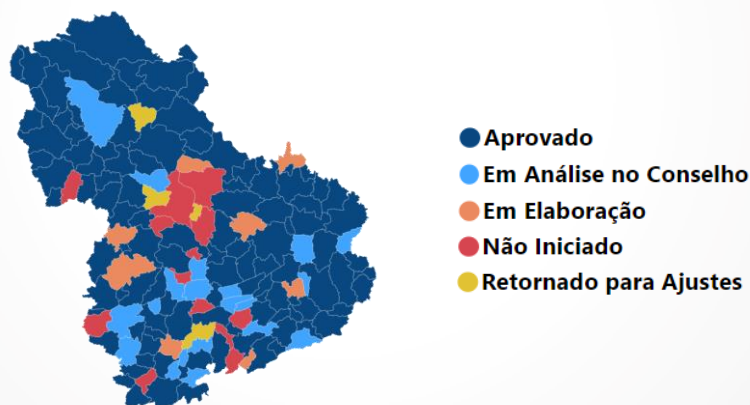 Aprovado
Em Análise no Conselho
Em Elaboração
Não Iniciado
Retornado para Ajustes